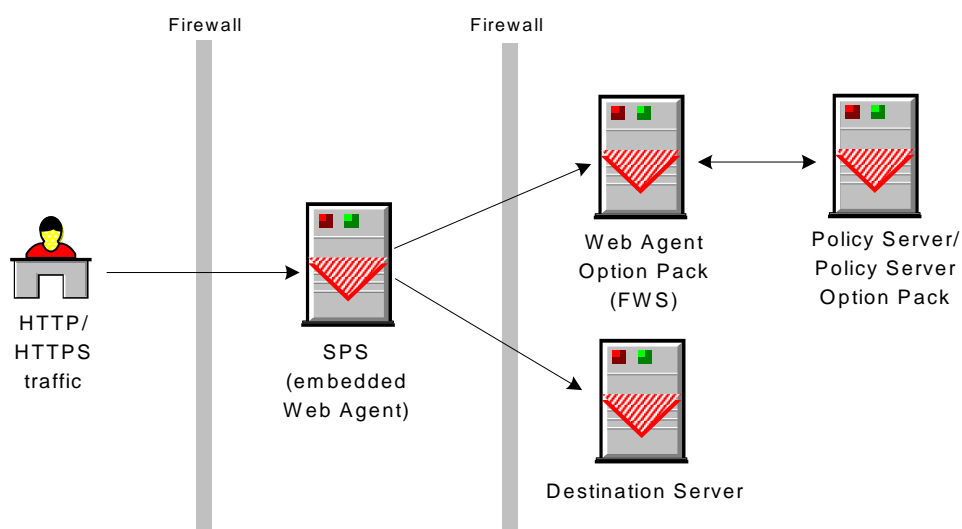 Firewall
Firewall
HTTP/
HTTPS
traffic
SPS
(embedded
Web Agent)
Web Agent
Option Pack
(FWS)
Policy Server/
Policy Server
Option Pack
Destination Server